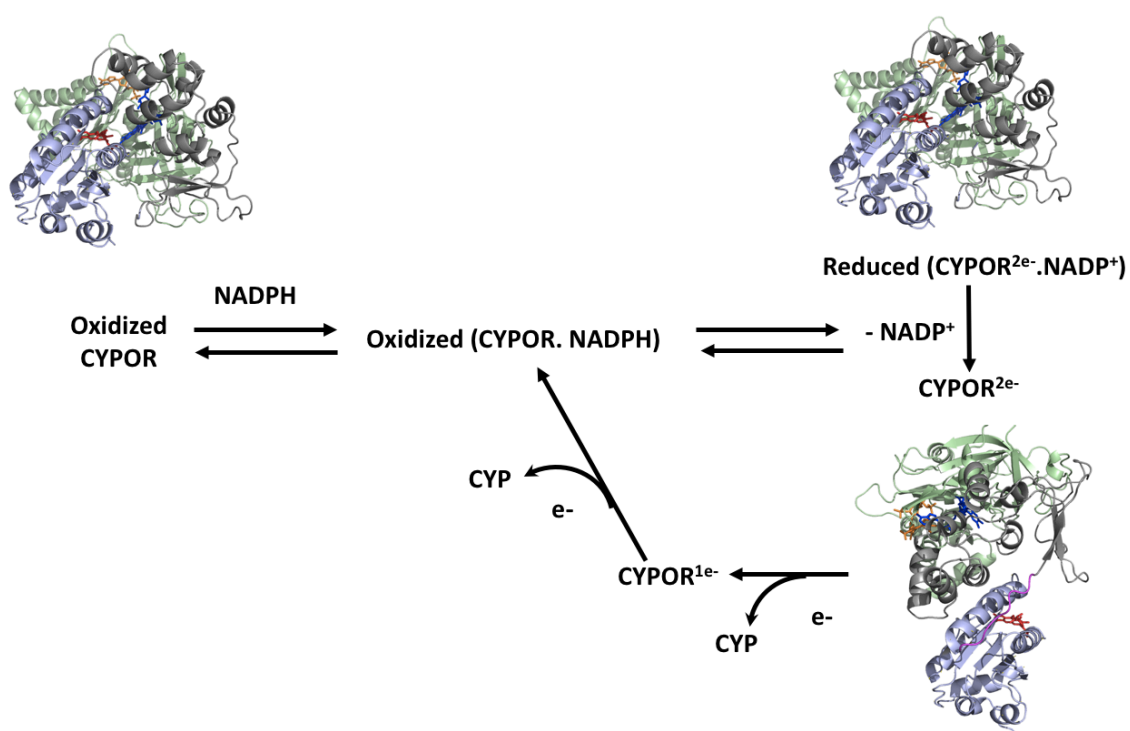 Reduced (CYPOR2e-.NADP+)
NADPH
Oxidized
CYPOR
Oxidized (CYPOR. NADPH)
- NADP+
CYPOR2e-
CYP
e-
CYPOR1e-
e-
CYP